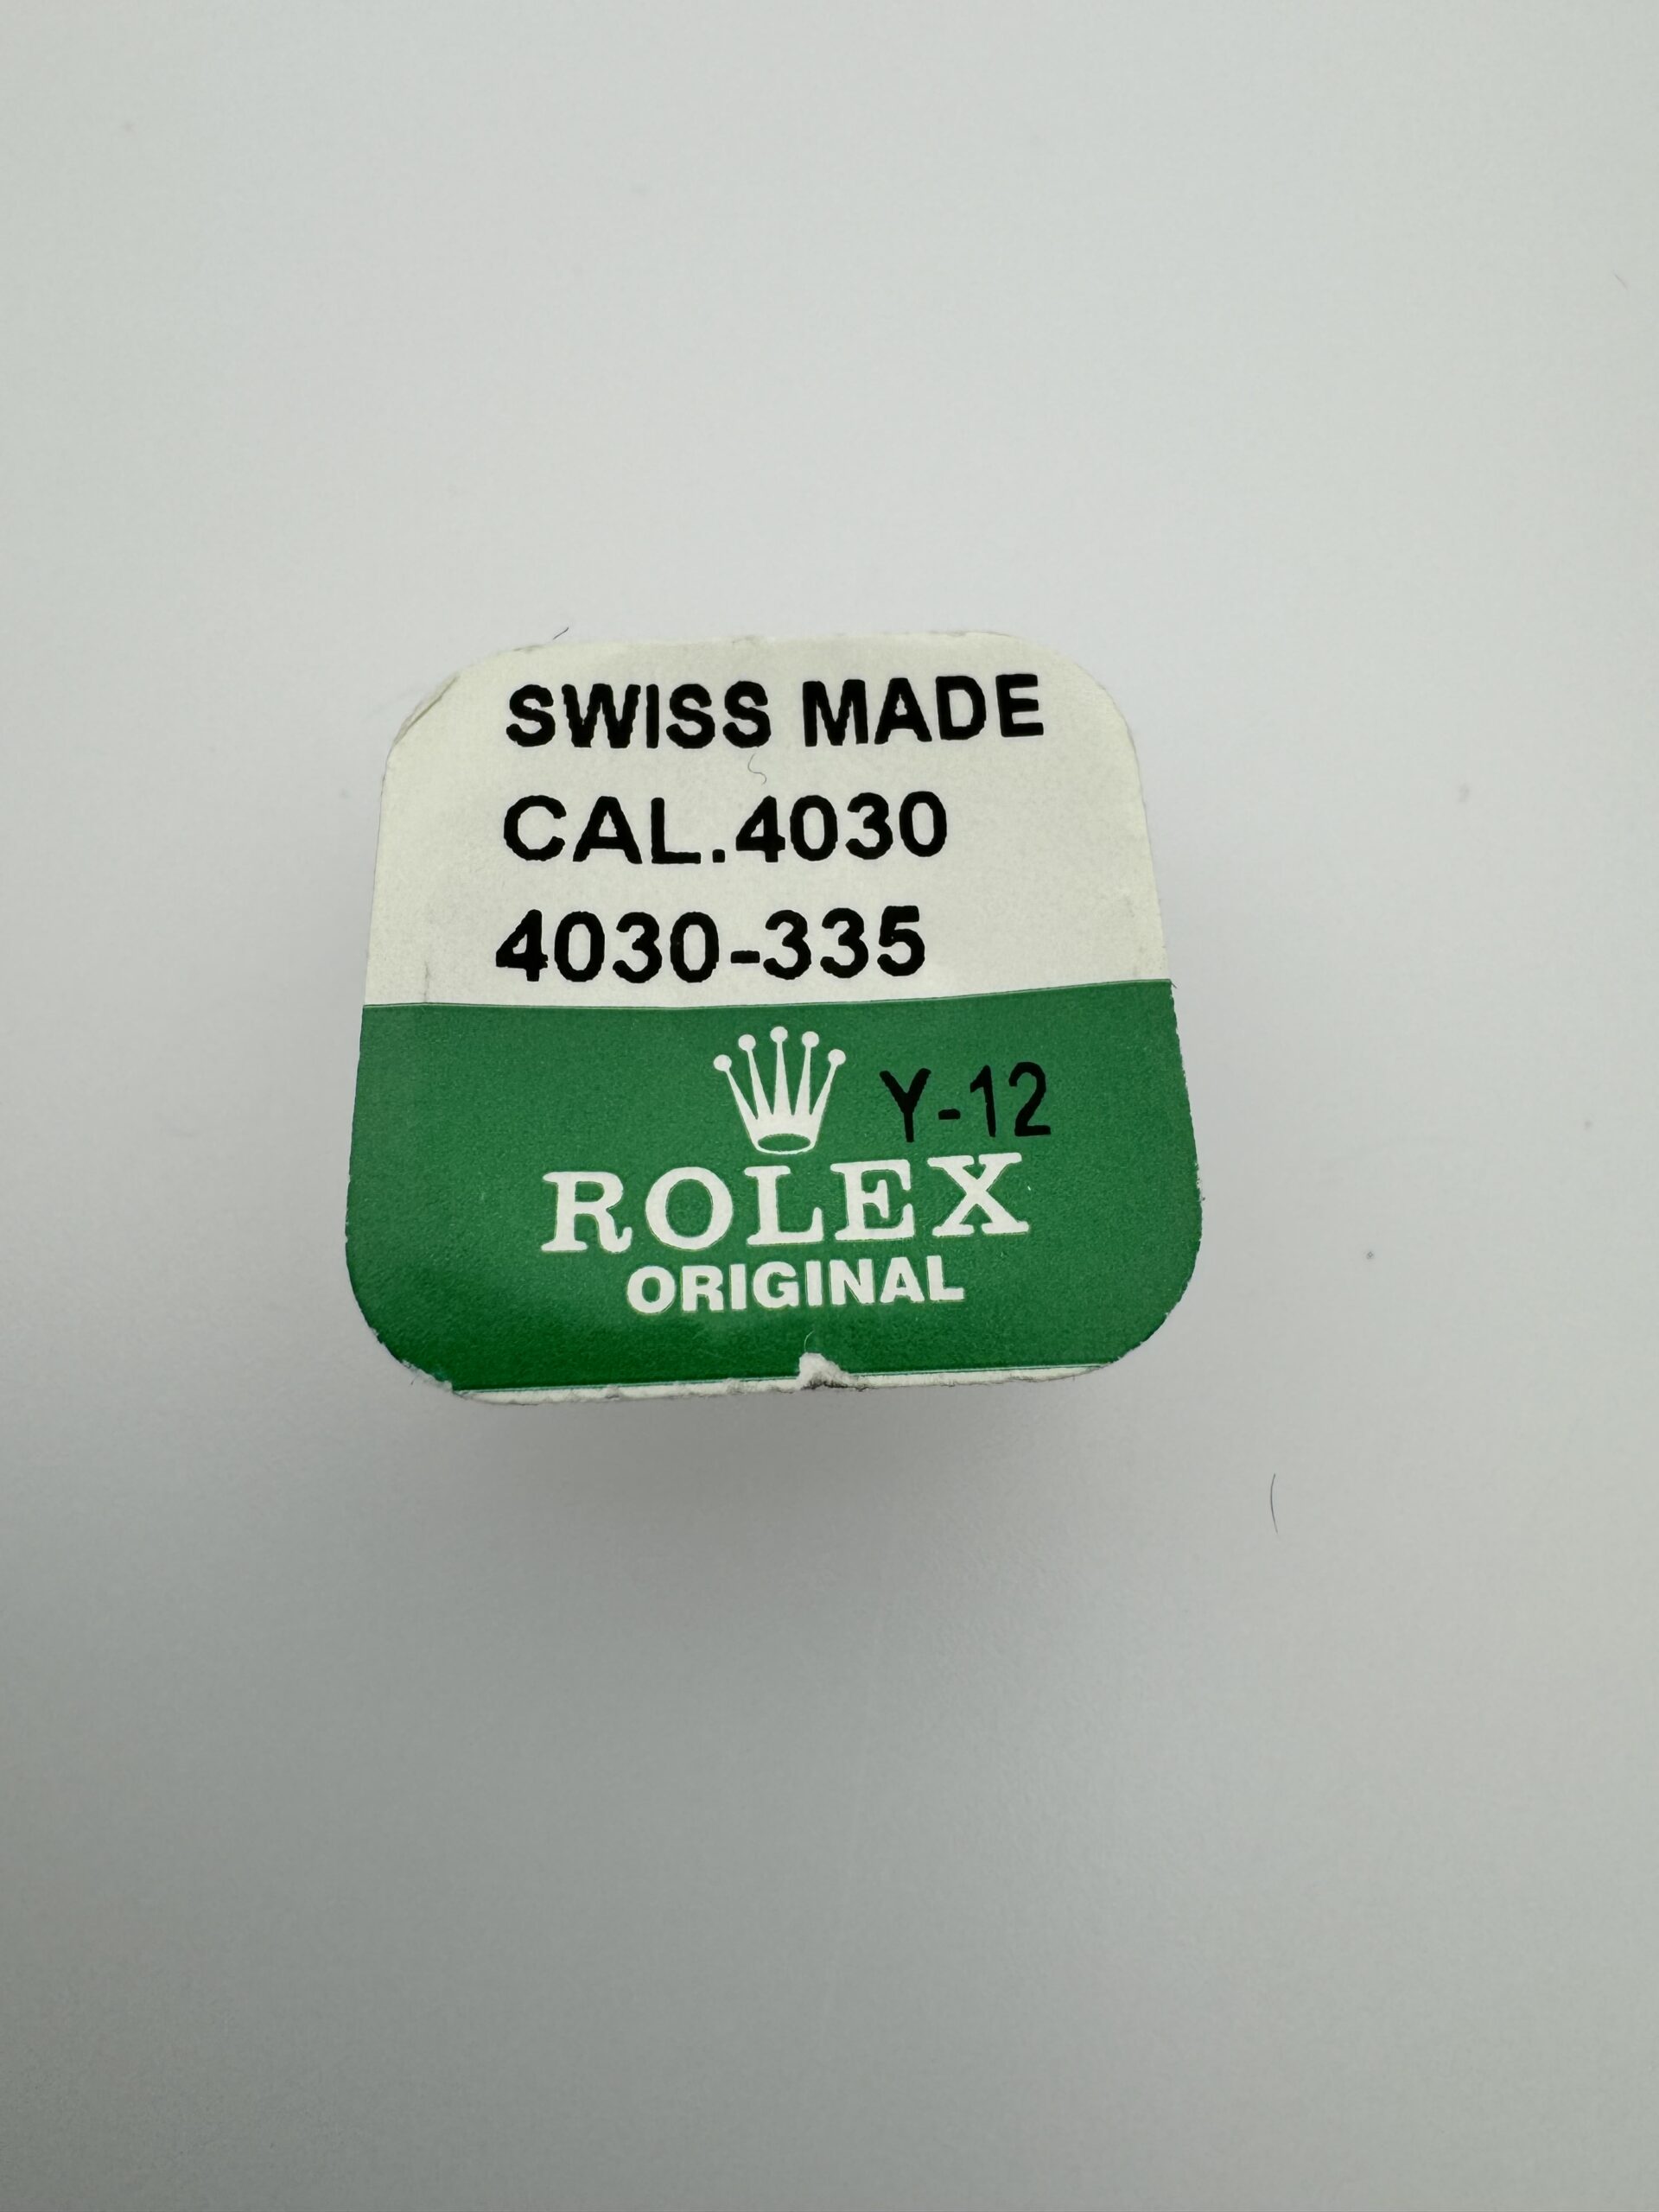 SWISS MADE
CAL.4030
4030-335
Y-12
ROLEX
ORIGINAL